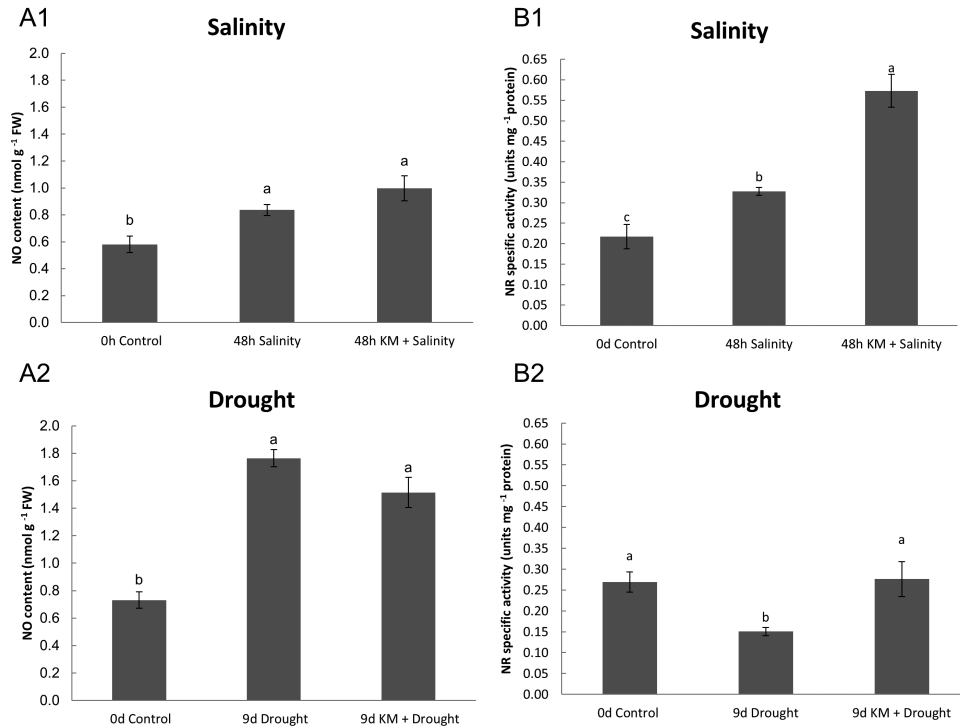 A1
Salinity
NO content (nmol g -1 FW)
2.0
1.8
1.6
1.4
1.2
1.0
0.8
0.6
0.4
0.2
0.0
b
a
a
0h Control
48h Salinity
48h KM + Salinity
B1
Salinity
NR spesific activity (units mg -1 protein)
0.65
0.60
0.55
0.50
0.45
0.40
0.35
0.30
0.25
0.20
0.15
0.10
0.05
0.00
c
b
a
0d Control
48h Salinity
48h KM + Salinity
A2
Drought
NO content (nmol g -1 FW)
2.0
1.8
1.6
1.4
1.2
1.0
0.8
0.6
0.4
0.2
0.0
b
a
a
0d Control
9d Drought
9d KM + Drought
B2
Drought
NR specific activity (units mg -1 protein)
0.65
0.60
0.55
0.50
0.45
0.40
0.35
0.30
0.25
0.20
0.15
0.10
0.05
0.00
a
b
a
0d Control
9d Drought
9d KM + Drought